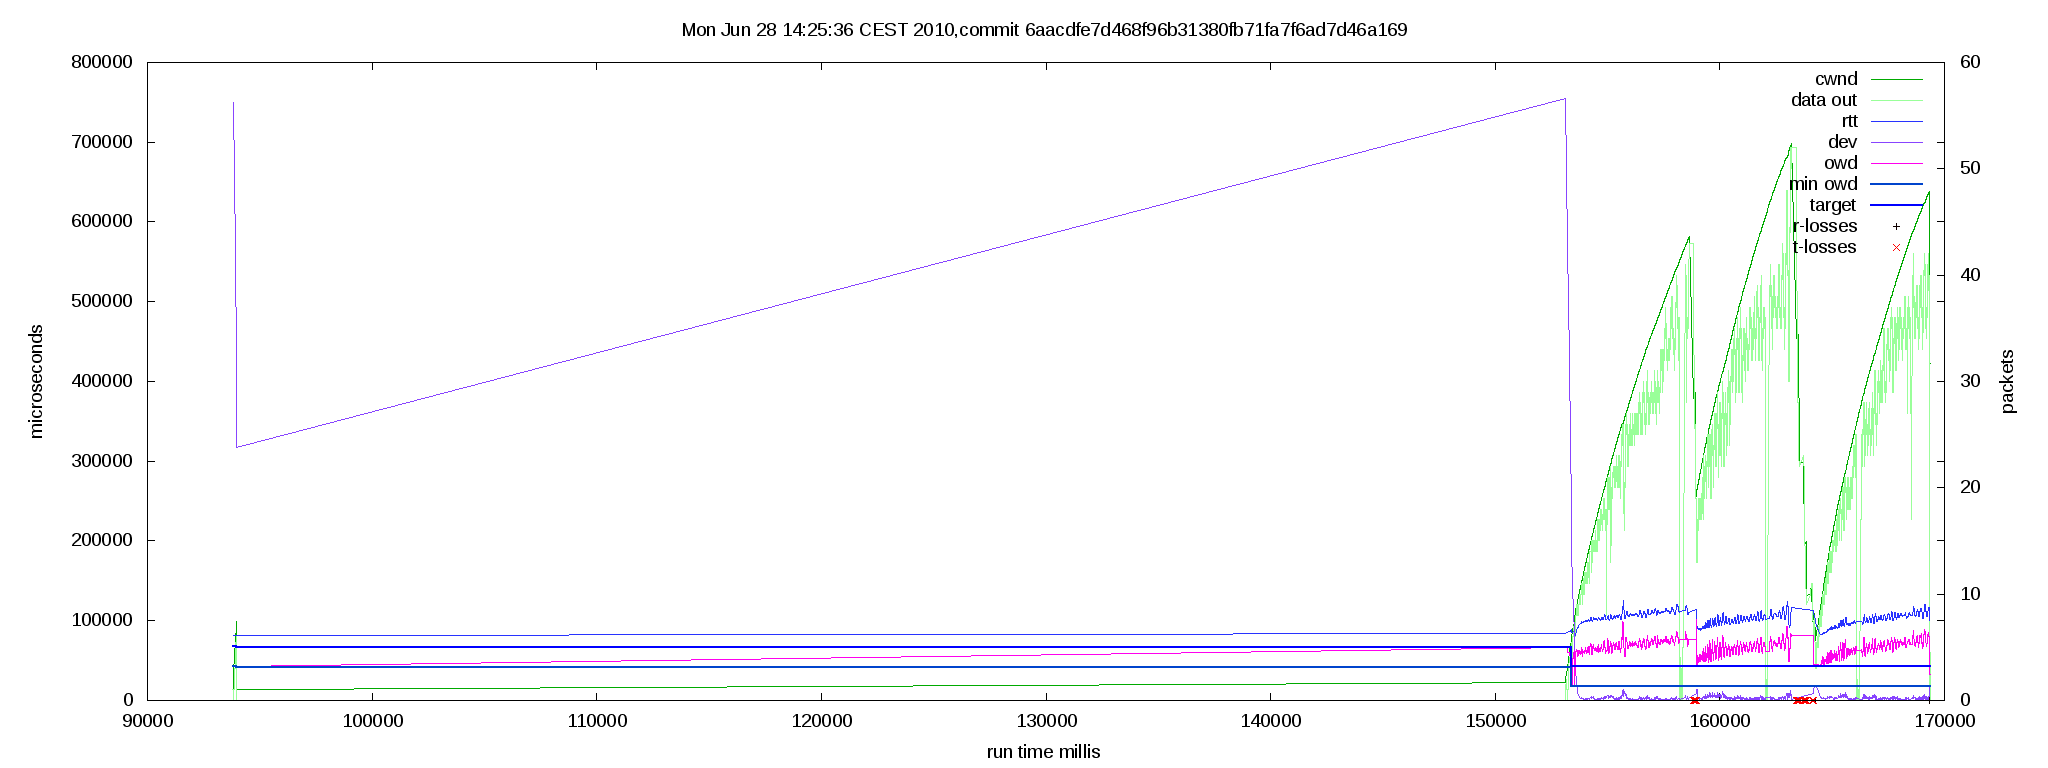 Mon Jun 28 14:25:36 CEST 2010,commit 6aacdfe7d468f96b31380fb71fa7f6ad7d46a169
800000
700000
600000
500000
400000
300000
200000
100000
0
microseconds
60
50
40
30
20
10
0
packets
cwnd
data out
rtt
dev
owd
min owd
target
r-losses
t-losses
90000 100000 110000 120000 130000 140000 150000 160000 170000
run time millis